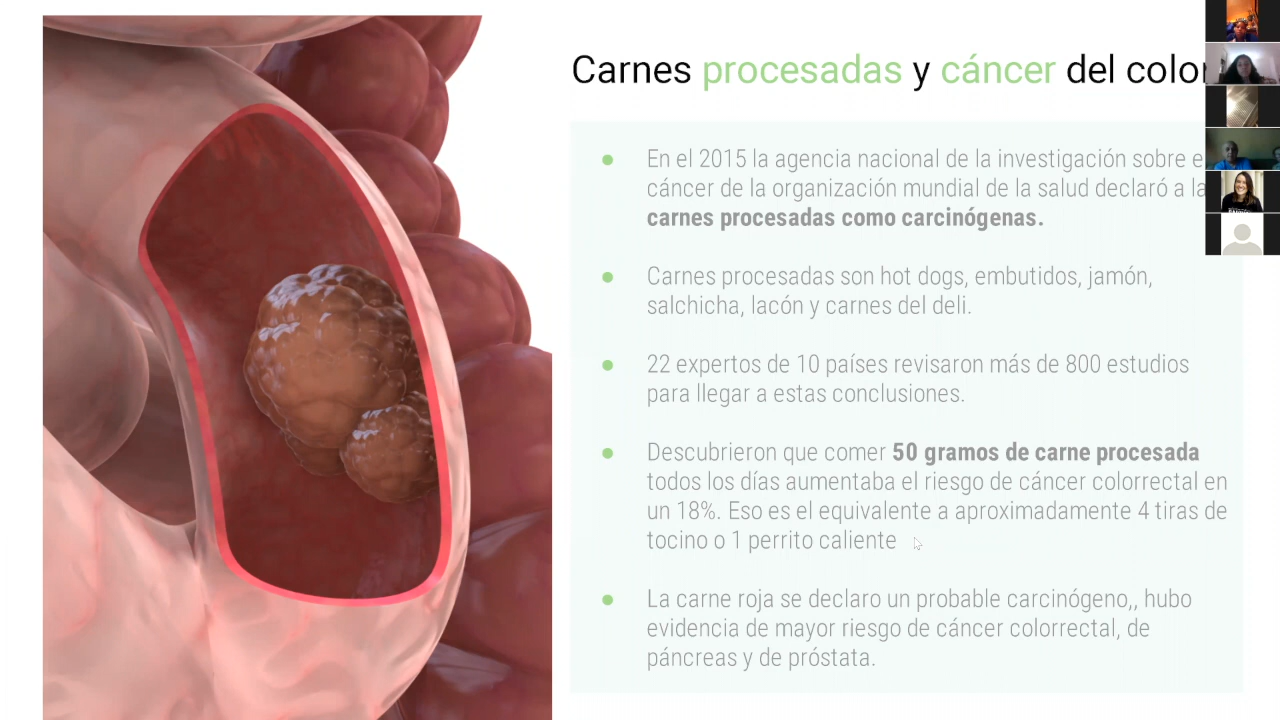 Carnes procesadas y cáncer del colo
En el 2015 la agencia nacional de la investigación sobre e
cáncer de la organización mundial de la salud declaró a la
carnes procesadas como carcinógenas.
Carnes procesadas son hot dogs, embutidos, jamón,
salchicha, lacón y carnes del deli.
22 expertos de 10 países revisaron más de 800 estudios
para llegar a estas conclusiones.
Descubrieron que comer 50 gramos de carne procesada
todos los días aumentaba el riesgo de cáncer colorrectal en
un 18%. Eso es el equivalente a aproximadamente 4 tiras de
tocino o 1 perrito caliente
La carne roja se declaro un probable carcinógeno,, hubo
evidencia de mayor riesgo de cáncer colorrectal, de
páncreas y de próstata.